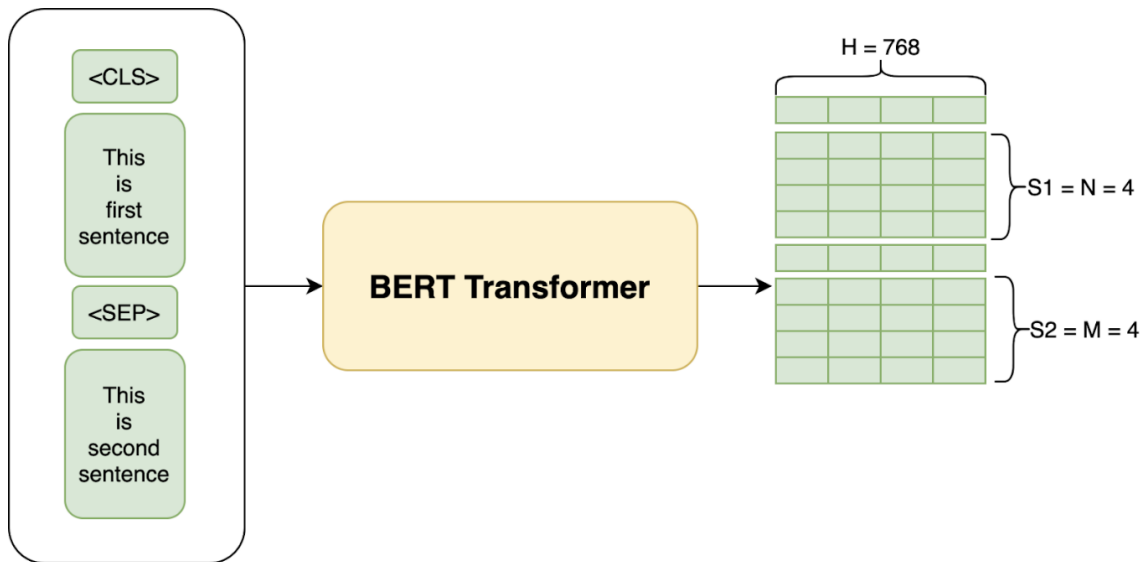 <CLS>
This
is
first
sentence
<SEP>
This
is
second
sentence
BERT Transformer
H = 768
S1 = N = 4
S2 = M = 4